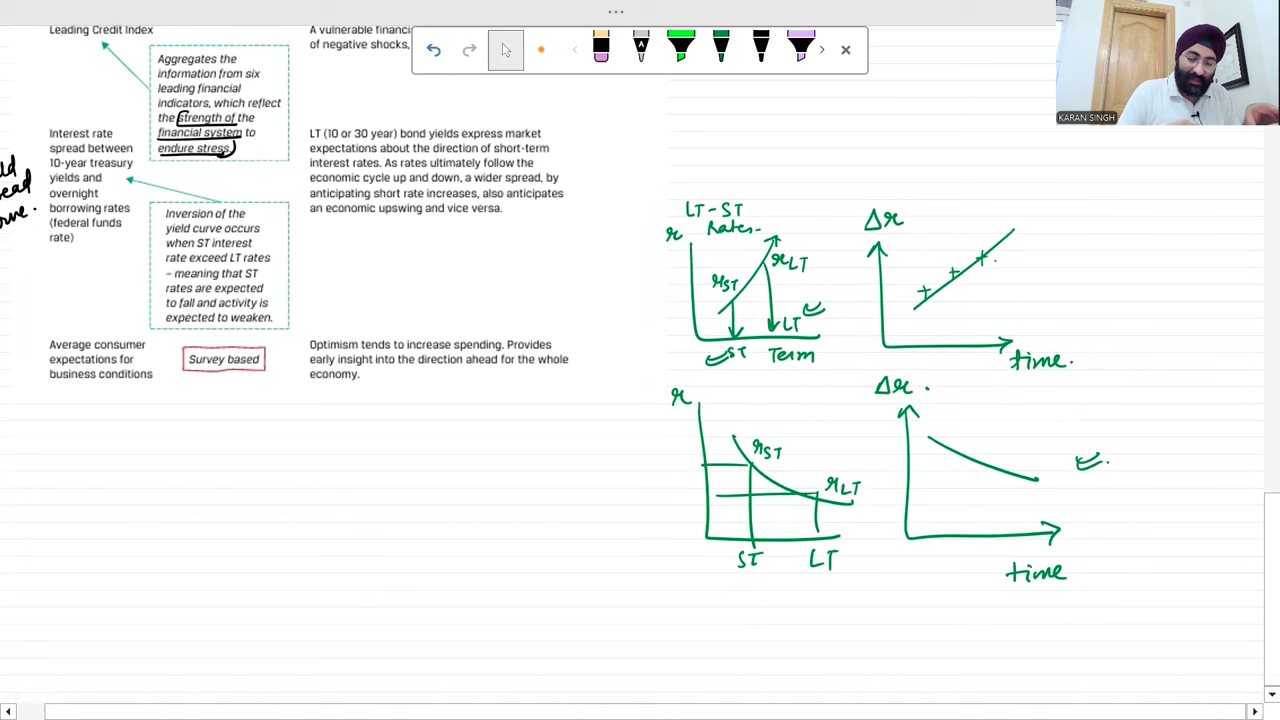 Leading Credit Index
A vulnerable financi
of negative shocks,
Aggregates the
information from six
leading financial
indicators, which reflect
the strength of the
financial system to
endure stress.
Interest rate
spread between
10-year treasury
yields and
overnight
borrowing rates
(federal funds
rate)
LT (10 or 30 year) bond yields express market
expectations about the direction of short-term
interest rates. As rates ultimately follow the
economic cycle up and down, a wider spread, by
anticipating short rate increases, also anticipates
an economic upswing and vice versa.
Inversion of the
yield curve occurs
when ST interest
rate exceed LT rates
– meaning that ST
rates are expected
to fall and activity is
expected to weaken.
Average consumer
expectations for
business conditions
Survey based
Optimism tends to increase spending. Provides
early insight into the direction ahead for the whole
economy.
KARAN SINGH
LT - ST
Rates-
r
rST
rLT
LT
ST Term
Δr
time.
r
rST
rLT
ST LT
Δr.
time